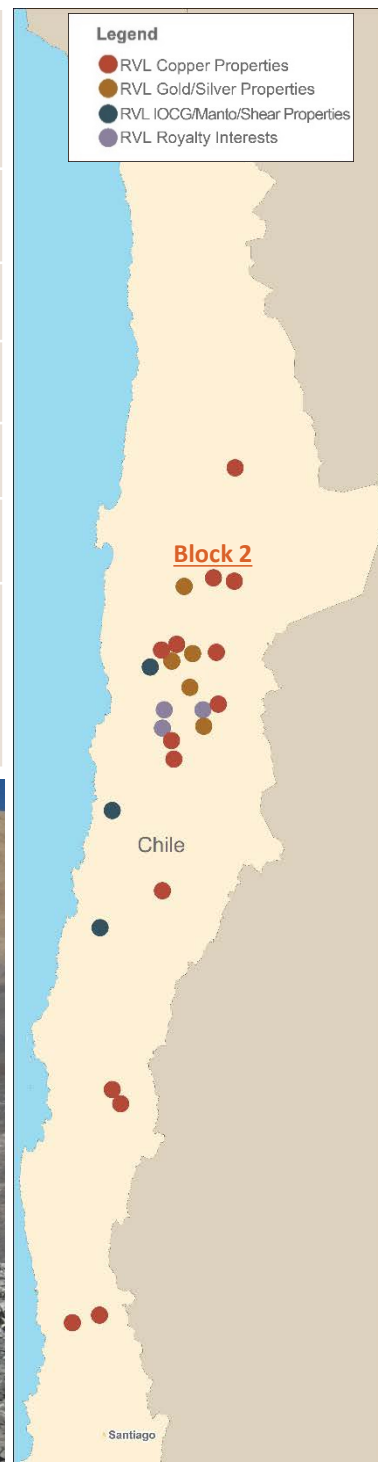 Legend
RVL Copper Properties
RVL Gold/Silver Properties
RVL IOCG/Manto/Shear Properties
RVL Royalty Interests
Block 2
Chile
Santiago